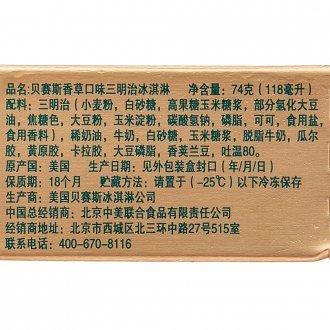 品名:贝赛斯香草口味三明治冰淇淋 净含量: 74克(118毫升)
配料: 三明治(小麦粉, 白砂糖, 高果糖玉米糖浆, 部分氢化大豆
油, 焦糖色, 大豆粉, 玉米淀粉, 碳酸氢钠, 磷脂, 可可, 食用盐,
食用香料), 稀奶油, 牛奶, 白砂糖, 玉米糖浆, 脱脂牛奶, 瓜尔
胶, 黄原胶, 卡拉胶, 大豆磷脂, 香荚兰豆, 吐温80。
原产国: 美国 生产日期: 见外包装盒封口(年/月/日)
保质期: 18个月 贮藏方法: 请置于(-25℃)以下冷冻保存
生产商: 美国贝赛斯冰淇淋公司
中国总经销商: 北京中美联合食品有限责任公司
经销商地址: 北京市西城区北三环中路27号515室
联系电话: 400-670-8116